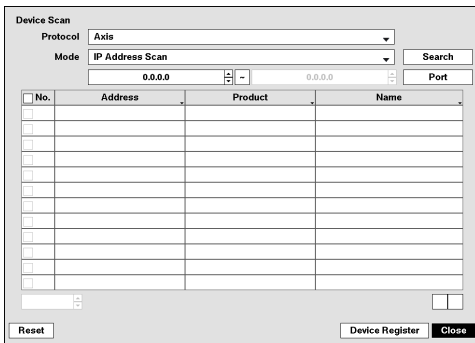 Device Scan
Protocol Axis
Mode IP Address Scan Search
0.0.0.0 ~ 0.0.0.0 Port
No. Address Product Name
Reset Device Register Close